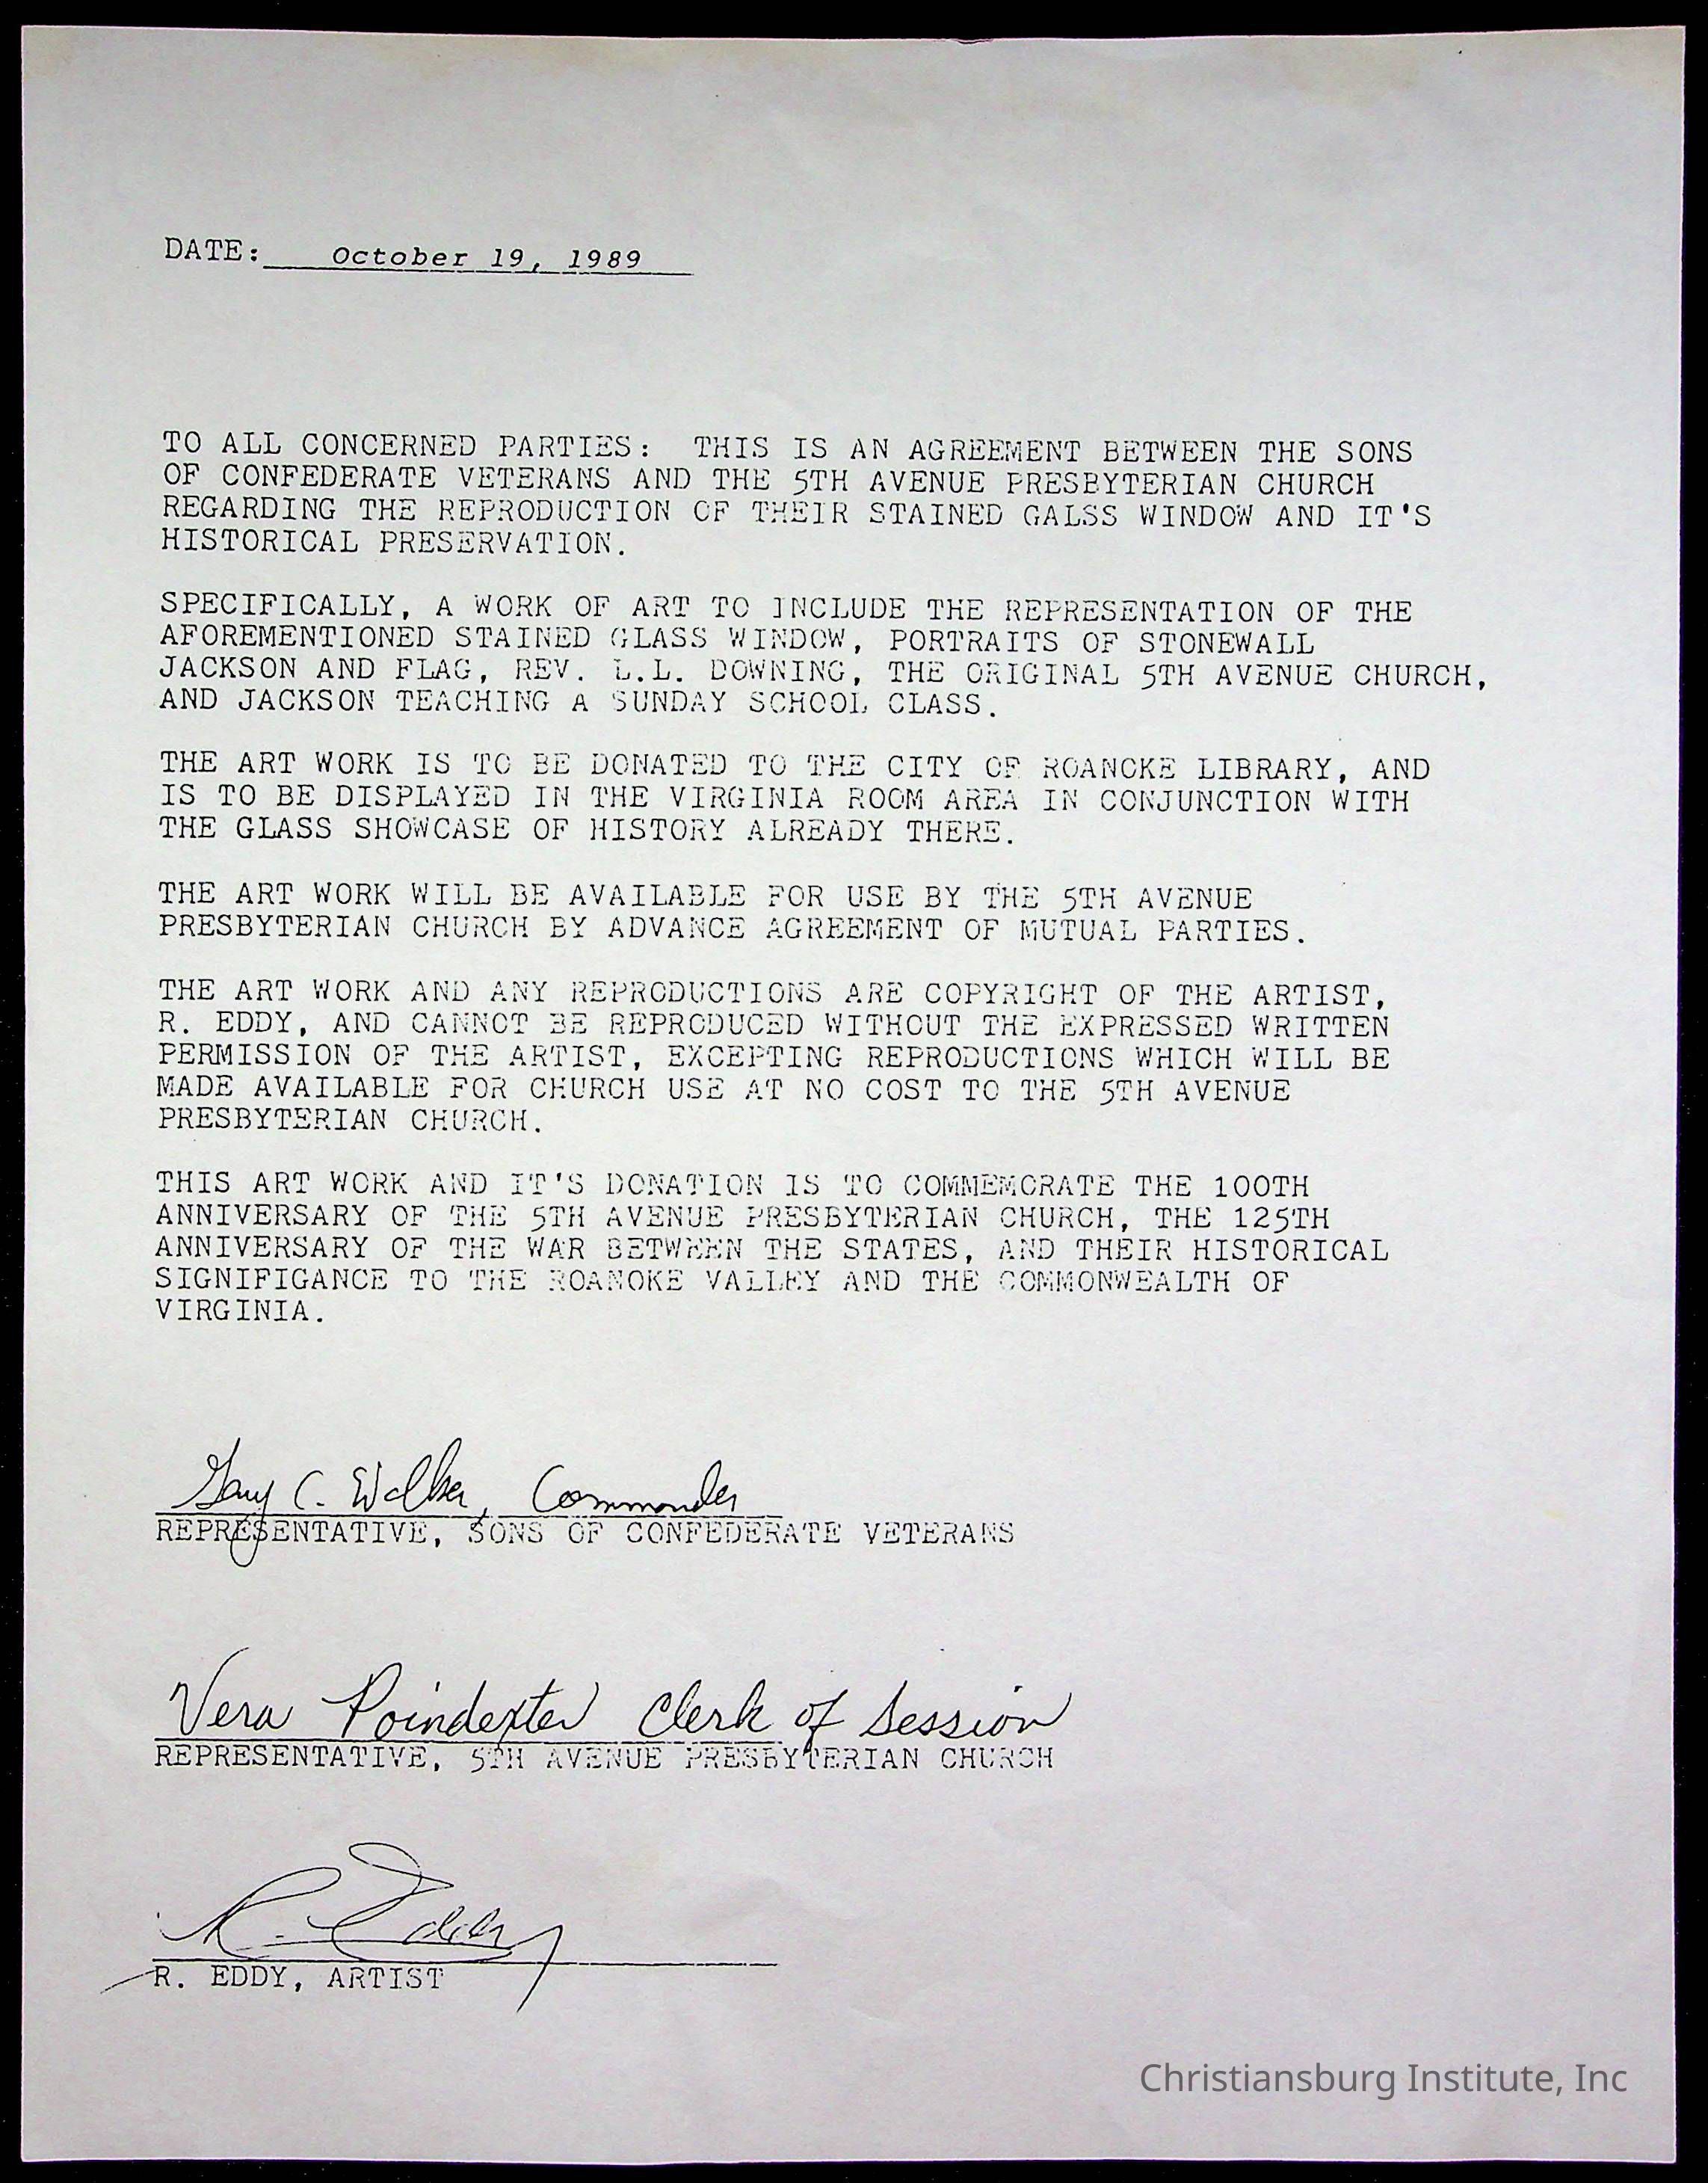 DATE: October 19, 1989
TO ALL CONCERNED PARTIES: THIS IS AN AGREEMENT BETWEEN THE SONS
OF CONFEDERATE VETERANS AND THE 5TH AVENUE PRESBYTERIAN CHURCH
REGARDING THE REPRODUCTION OF THEIR STAINED GALSS WINDOW AND IT'S
HISTORICAL PRESERVATION.
SPECIFICALLY, A WORK OF ART TO INCLUDE THE REPRESENTATION OF THE
AFOREMENTIONED STAINED GLASS WINDOW, PORTRAITS OF STONEWALL
JACKSON AND FLAG, REV. L.L. DOWNING, THE ORIGINAL 5TH AVENUE CHURCH,
AND JACKSON TEACHING A SUNDAY SCHOOL CLASS.
THE ART WORK IS TO BE DONATED TO THE CITY OF ROANOKE LIBRARY, AND
IS TO BE DISPLAYED IN THE VIRGINIA ROOM AREA IN CONJUNCTION WITH
THE GLASS SHOWCASE OF HISTORY ALREADY THERE.
THE ART WORK WILL BE AVAILABLE FOR USE BY THE 5TH AVENUE
PRESBYTERIAN CHURCH BY ADVANCE AGREEMENT OF MUTUAL PARTIES.
THE ART WORK AND ANY REPRODUCTIONS ARE COPYRIGHT OF THE ARTIST,
R. EDDY, AND CANNOT BE REPRODUCED WITHOUT THE EXPRESSED WRITTEN
PERMISSION OF THE ARTIST, EXCEPTING REPRODUCTIONS WHICH WILL BE
MADE AVAILABLE FOR CHURCH USE AT NO COST TO THE 5TH AVENUE
PRESBYTERIAN CHURCH.
THIS ART WORK AND IT'S DONATION IS TO COMMEMORATE THE 100TH
ANNIVERSARY OF THE 5TH AVENUE PRESBYTERIAN CHURCH, THE 125TH
ANNIVERSARY OF THE WAR BETWEEN THE STATES, AND THEIR HISTORICAL
SIGNIFIGANCE TO THE ROANOKE VALLEY AND THE COMMONWEALTH OF
VIRGINIA.
Gary C. Walker, Commander
REPRESENTATIVE, SONS OF CONFEDERATE VETERANS
Vera Poindexter Clerk of Session
REPRESENTATIVE, 5TH AVENUE PRESBYTERIAN CHURCH
R. Eddy
R. EDDY, ARTIST
Christiansburg Institute, Inc